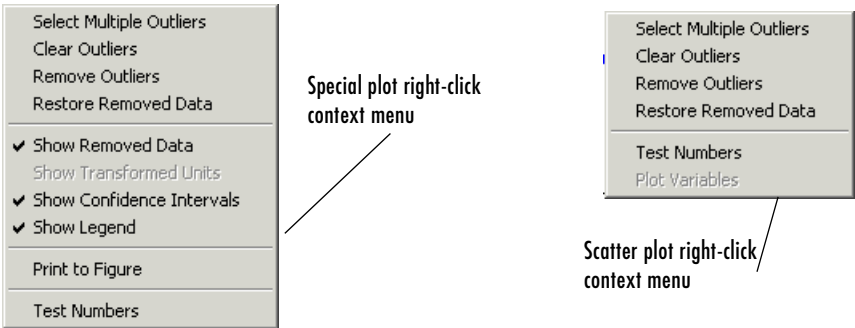 Select Multiple Outliers
Clear Outliers
Remove Outliers
Restore Removed Data
Show Removed Data
Show Transformed Units
Show Confidence Intervals
Show Legend
Print to Figure
Test Numbers
Special plot right-click
context menu
Select Multiple Outliers
Clear Outliers
Remove Outliers
Restore Removed Data
Test Numbers
Plot Variables
Scatter plot right-click
context menu